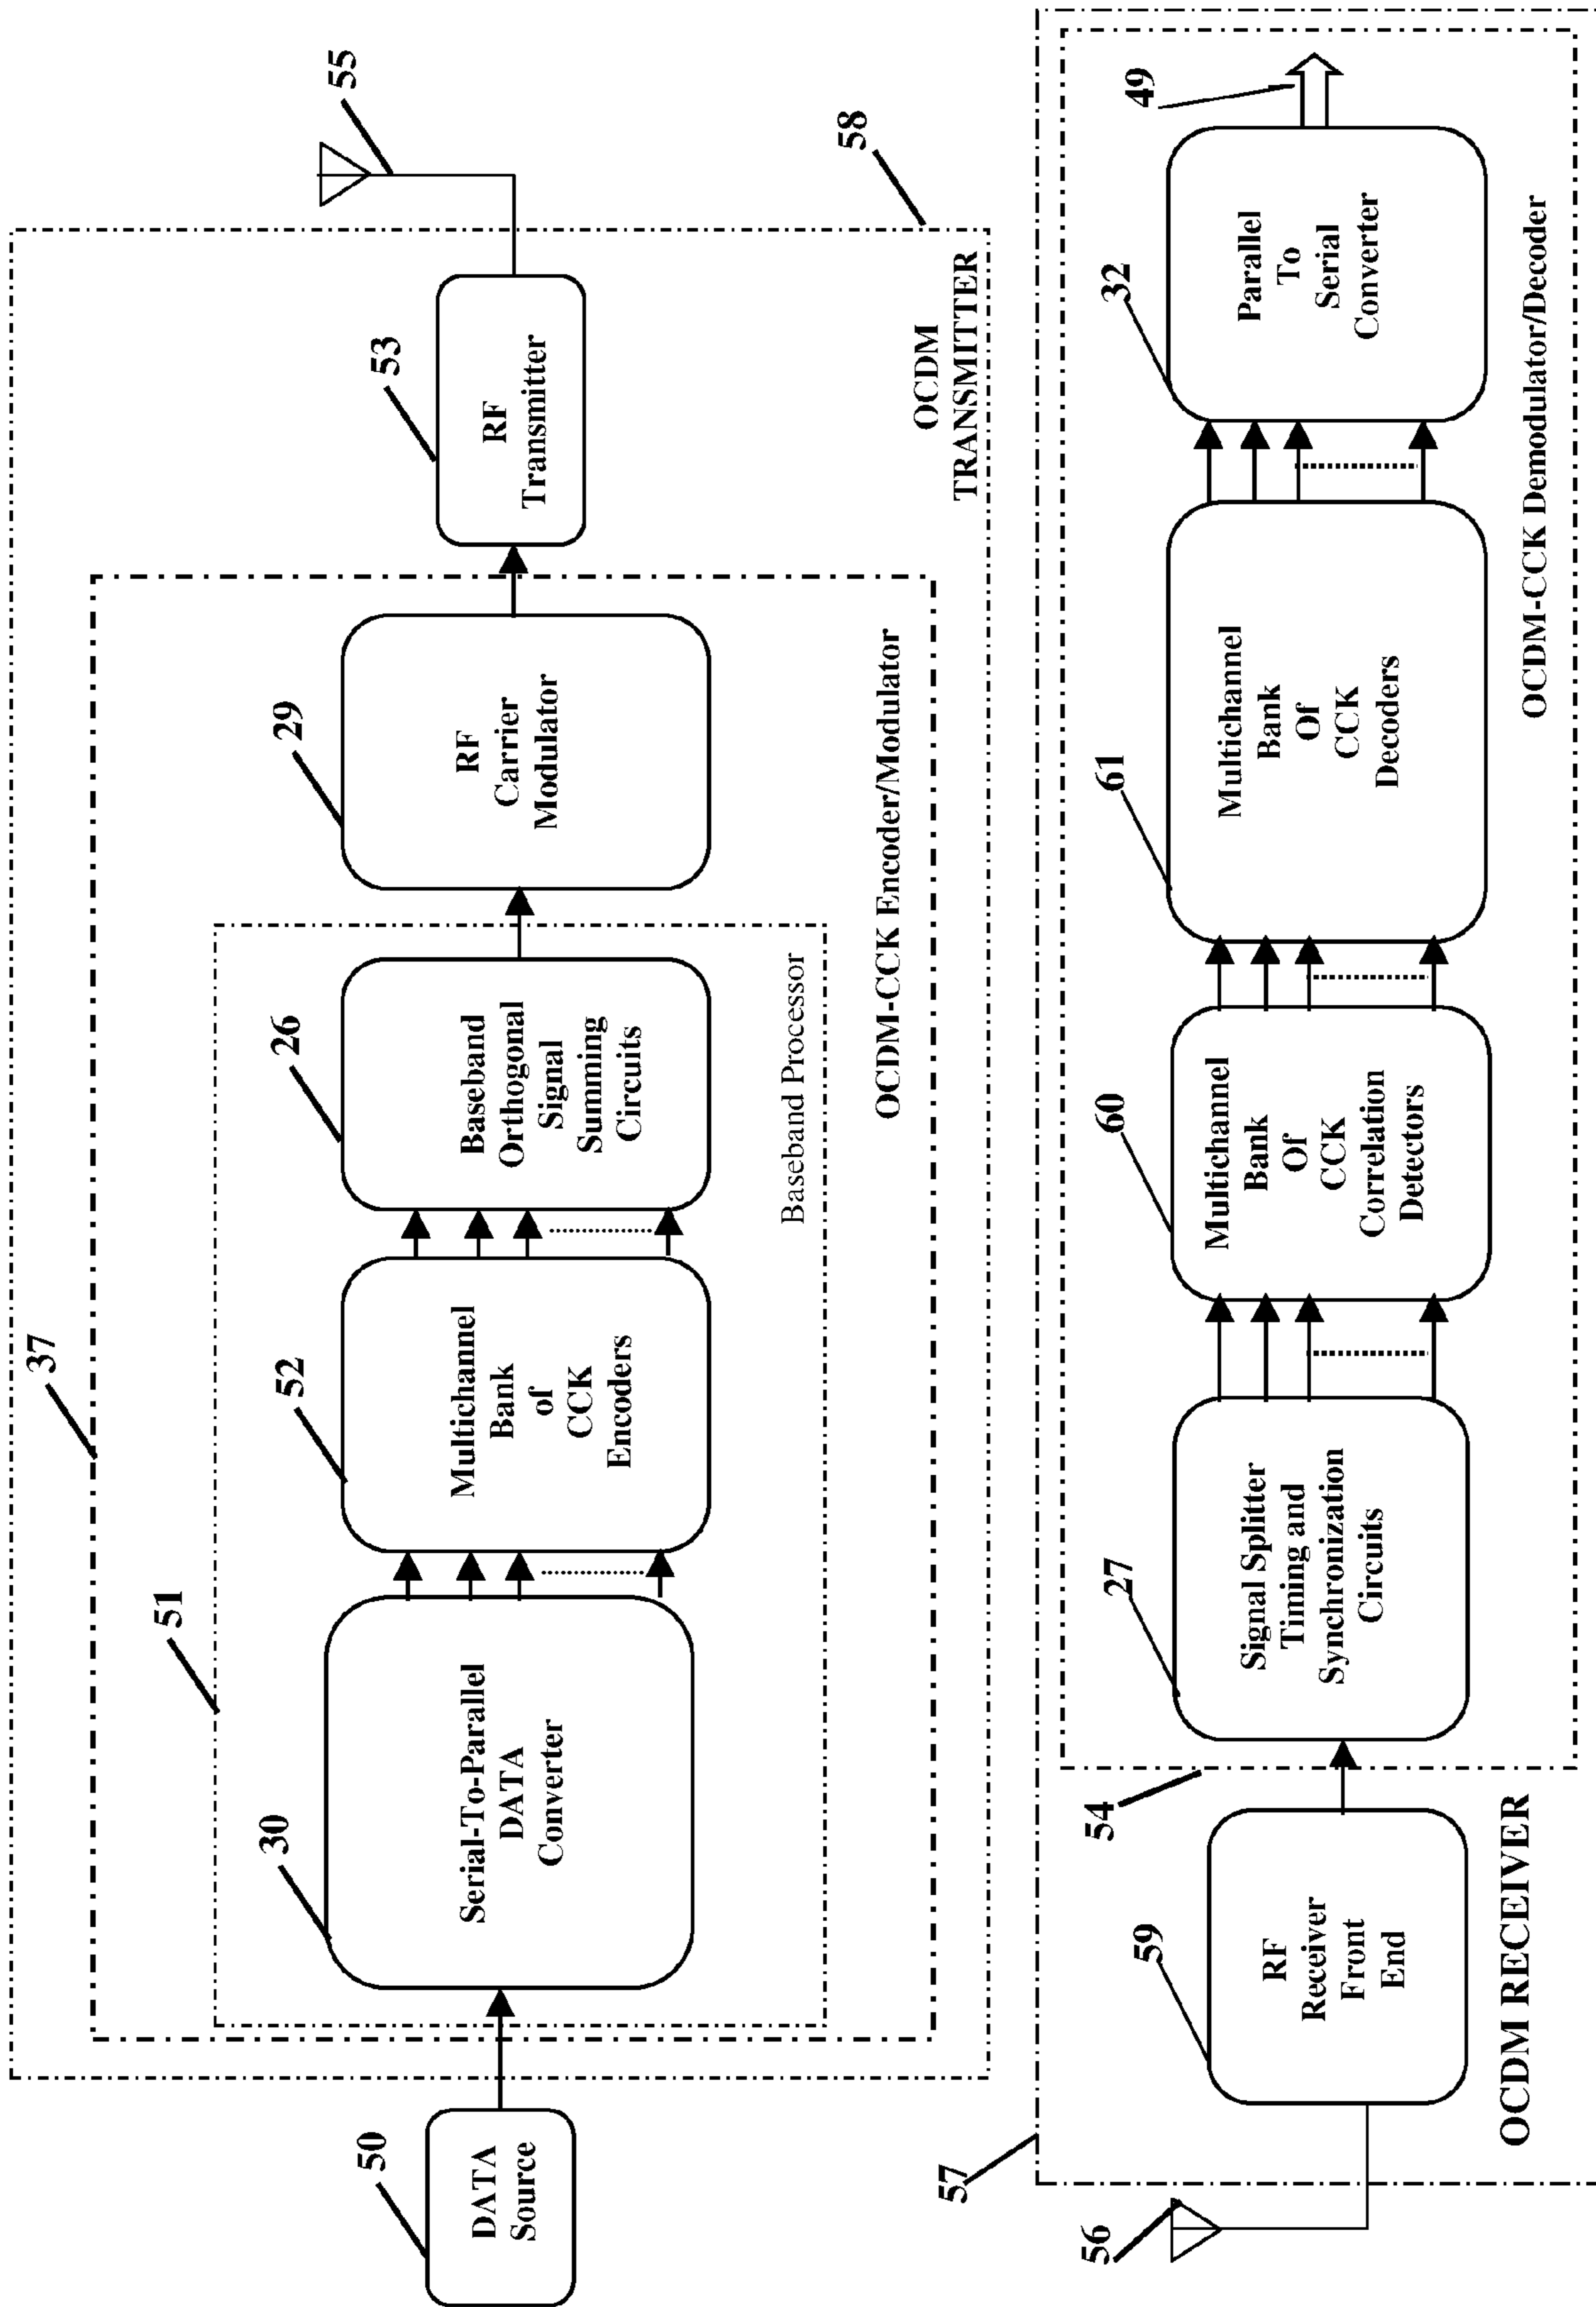 50
DATA
Source
51
37
30
Serial-To-Parallel
DATA
Converter
52
Multichannel
Bank
of
CCK
Encoders
26
Baseband
Orthogonal
Signal
Summing
Circuits
Baseband Processor
29
RF
Carrier
Modulator
OCDM-CCK Encoder/Modulator
53
RF
Transmitter
OCDM
TRANSMITTER
55
58
56
57
59
RF
Receiver
Front
End
OCDM RECEIVER
54
27
Signal Splitter
Timing and
Synchronization
Circuits
60
Multichannel
Bank
Of
CCK
Correlation
Detectors
61
Multichannel
Bank
Of
CCK
Decoders
32
Parallel
To
Serial
Converter
49
OCDM-CCK Demodulator/Decoder